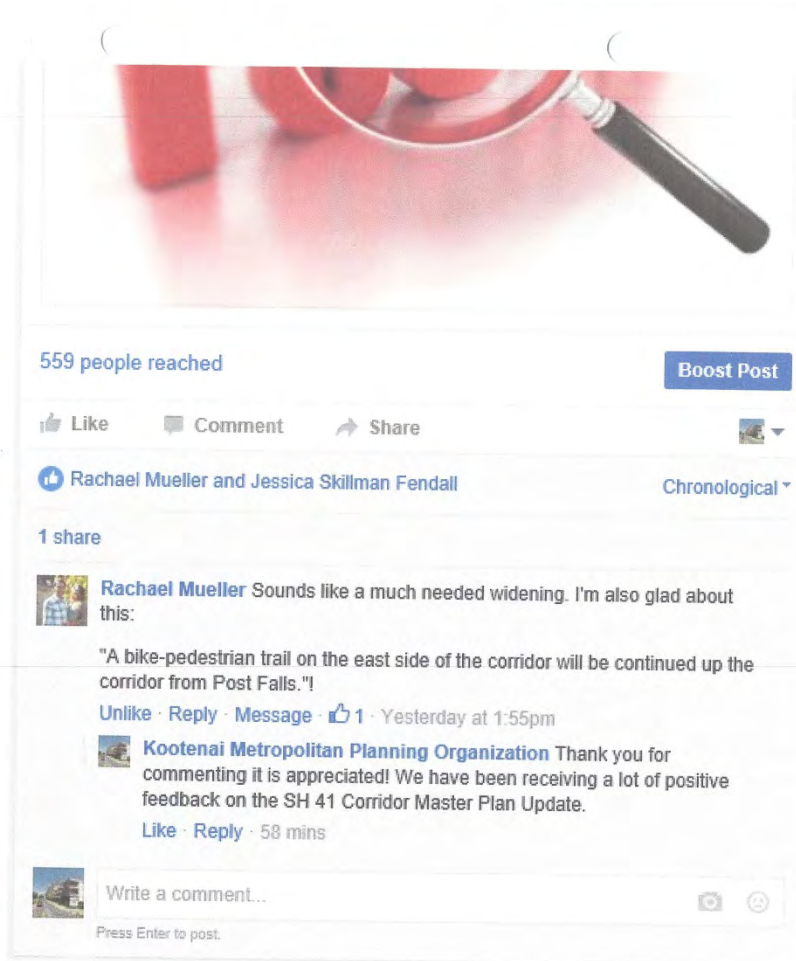 559 people reached
Boost Post
Like Comment Share
Rachael Mueller and Jessica Skillman Fendall
Chronological
1 share
Rachael Mueller Sounds like a much needed widening. I'm also glad about
this:
"A bike-pedestrian trail on the east side of the corridor will be continued up the
corridor from Post Falls."!
Unlike · Reply · Message · 1 · Yesterday at 1:55pm
Kootenai Metropolitan Planning Organization Thank you for
commenting it is appreciated! We have been receiving a lot of positive
feedback on the SH 41 Corridor Master Plan Update.
Like · Reply · 58 mins
Write a comment...
Press Enter to post.